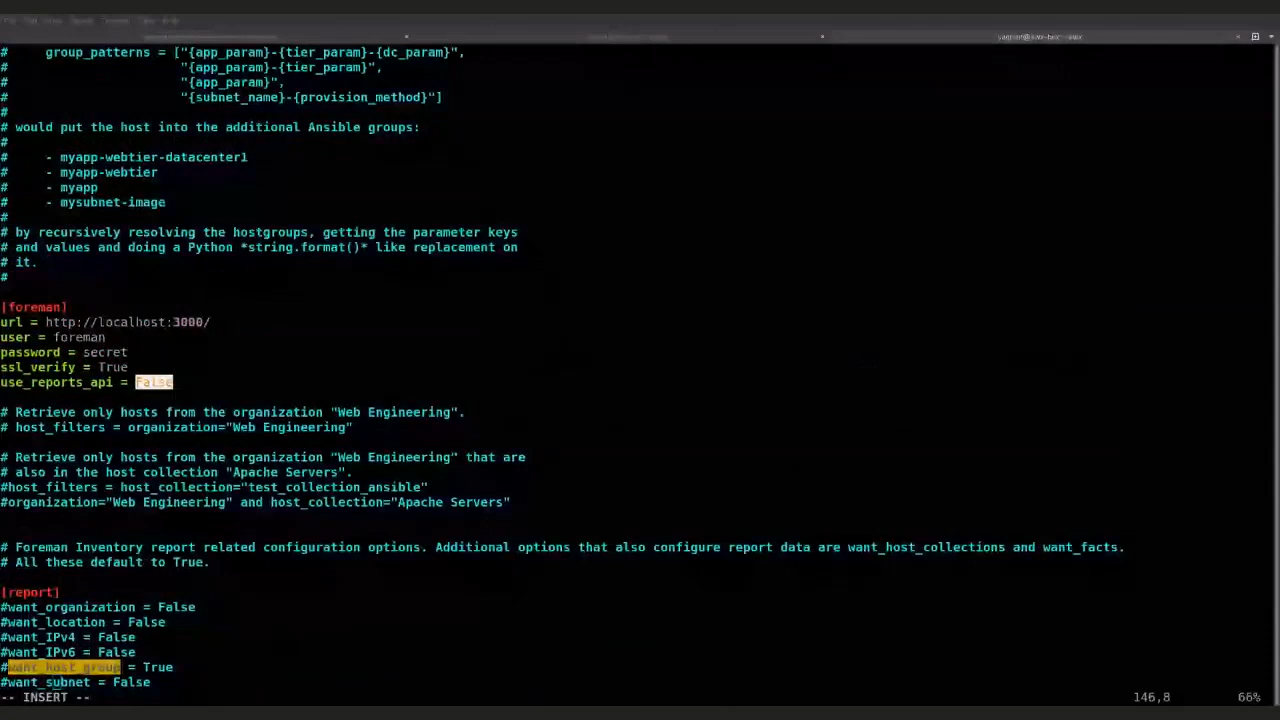 #     group_patterns = ["{app_param}-{tier_param}-{dc_param}",
#                       "{app_param}-{tier_param}",
#                       "{app_param}",
#                       "{subnet_name}-{provision_method}"]
#
# would put the host into the additional Ansible groups:
#
#     - myapp-webtier-datacenter1
#     - myapp-webtier
#     - myapp
#     - mysubnet-image
#
# by recursively resolving the hostgroups, getting the parameter keys
# and values and doing a Python *string.format()* like replacement on
# it.
#
[foreman]
url = http://localhost:3000/
user = foreman
password = secret
ssl_verify = True
use_reports_api = False
# Retrieve only hosts from the organization "Web Engineering".
# host_filters = organization="Web Engineering"
# Retrieve only hosts from the organization "Web Engineering" that are
# also in the host collection "Apache Servers".
#host_filters = host_collection="test_collection_ansible"
#organization="Web Engineering" and host_collection="Apache Servers"
# Foreman Inventory report related configuration options. Additional options that also configure report data are want_host_collections and want_facts.
# All these default to True.
[report]
#want_organization = False
#want_location = False
#want_IPv4 = False
#want_IPv6 = False
#want_host_group = True
#want_subnet = False
-- INSERT -- 146,8 66%